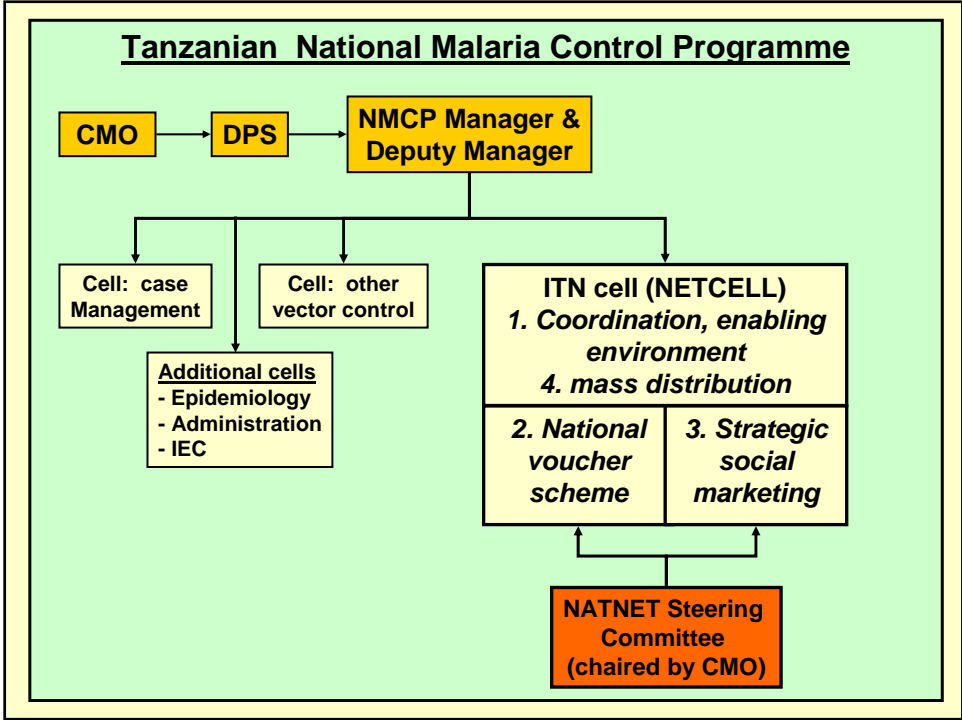 Tanzanian National Malaria Control Programme
CMO
DPS
NMCP Manager &
Deputy Manager
Cell: case
Management
Cell: other
vector control
Additional cells
- Epidemiology
- Administration
- IEC
ITN cell (NETCELL)
1. Coordination, enabling
environment
4. mass distribution
2. National
voucher
scheme
3. Strategic
social
marketing
NATNET Steering
Committee
(chaired by CMO)